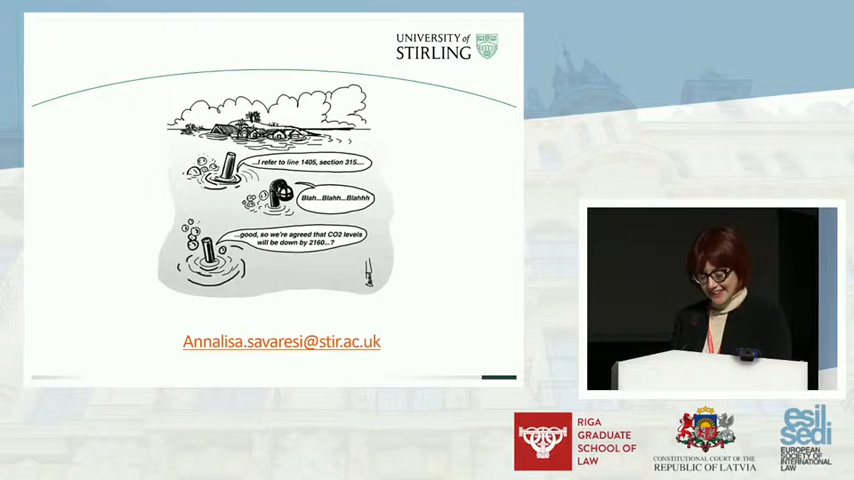 UNIVERSITY of
STIRLING
...I refer to line 1405, section 315....
Blah...Blahh...Blahhh
...good, so we're agreed that CO2 levels
will be down by 2160...?
Annalisa.savaresi@stir.ac.uk
RIGA
GRADUATE
SCHOOL OF
LAW
CONSTITUTIONAL COURT OF THE
REPUBLIC OF LATVIA
esil
sedi
EUROPEAN
SOCIETY OF
INTERNATIONAL
LAW